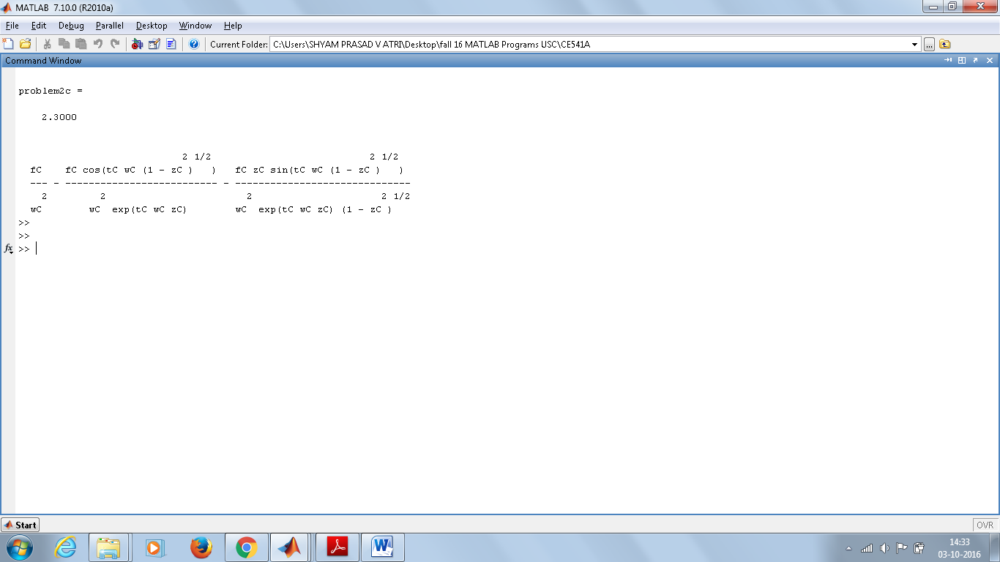 MATLAB 7.10.0 (R2010a)
File Edit Debug Parallel Desktop Window Help
Current Folder: C:\Users\SHYAM PRASAD V ATRI\Desktop\fall 16 MATLAB Programs USC\CE541A
Command Window
problem2c =
2.3000
                            2 1/2                           2 1/2
  fC    fC cos(tC wC (1 - zC )   )   fC zC sin(tC wC (1 - zC )   )
  --- - -------------------------- - ------------------------------
    2         2                        2                      2 1/2
  wC        wC  exp(tC wC zC)        wC  exp(tC wC zC) (1 - zC )
>>
>>
fx >>
Start
OVR
14:33
03-10-2016